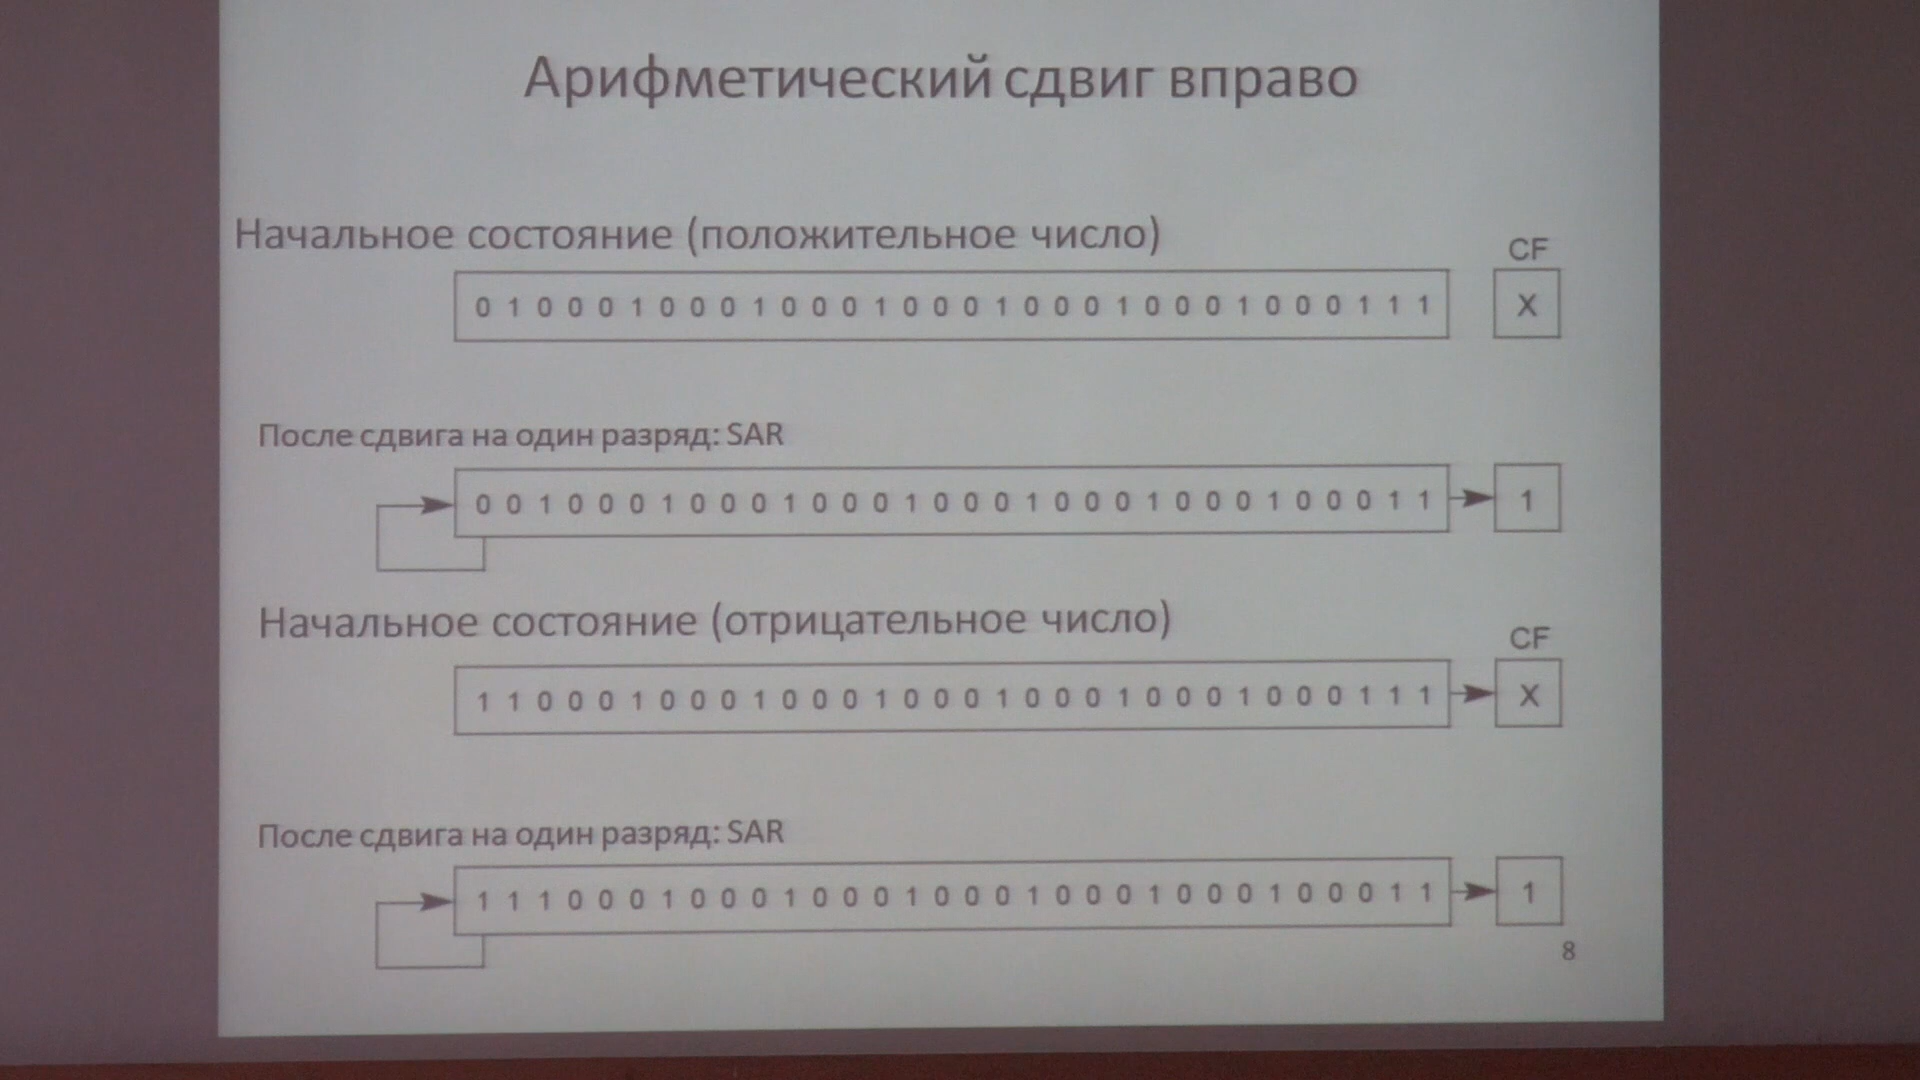 Арифметический сдвиг вправо
Начальное состояние (положительное число)
CF
0 1 0 0 0 1 0 0 0 1 0 0 0 1 0 0 0 1 0 0 0 1 0 0 0 1 0 0 0 1 1 1 X
После сдвига на один разряд: SAR
0 0 1 0 0 0 1 0 0 0 1 0 0 0 1 0 0 0 1 0 0 0 1 0 0 0 1 0 0 0 1 1 1
Начальное состояние (отрицательное число)
CF
1 1 0 0 0 1 0 0 0 1 0 0 0 1 0 0 0 1 0 0 0 1 0 0 0 1 0 0 0 1 1 1 X
После сдвига на один разряд: SAR
1 1 1 0 0 0 1 0 0 0 1 0 0 0 1 0 0 0 1 0 0 0 1 0 0 0 1 0 0 0 1 1 1
8